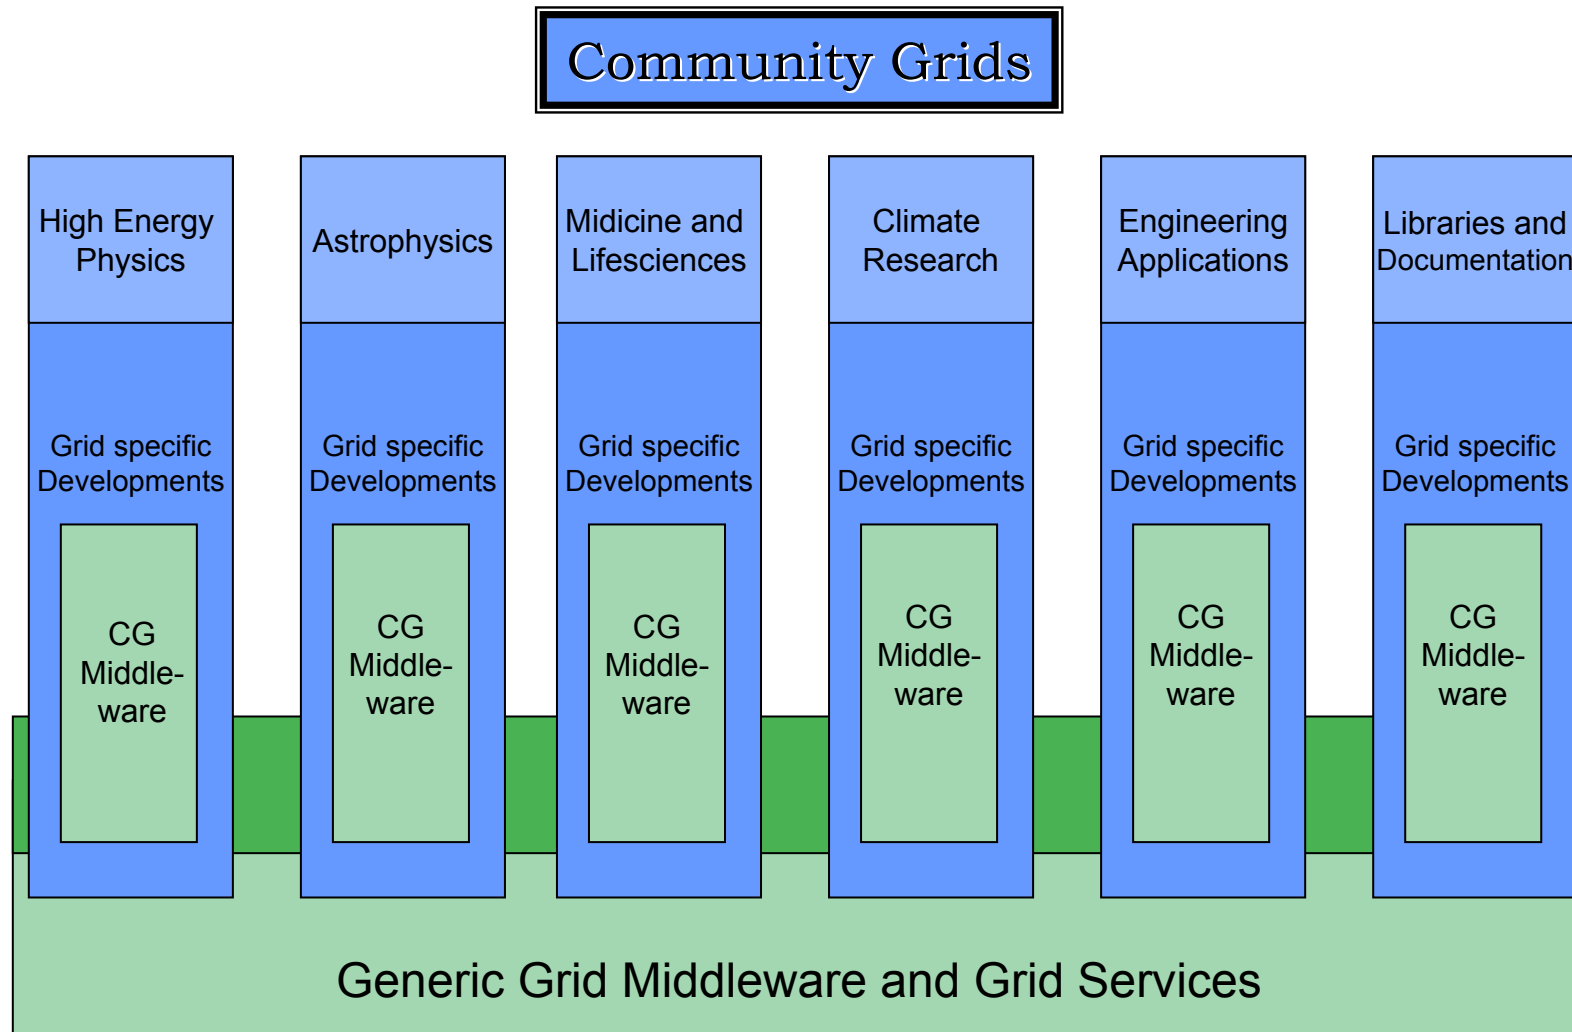 Community Grids
High Energy
Physics
Astrophysics
Midicine and
Lifesciences
Climate
Research
Engineering
Applications
Libraries and
Documentation
Grid specific
Developments
Grid specific
Developments
Grid specific
Developments
Grid specific
Developments
Grid specific
Developments
Grid specific
Developments
CG
Middle-
ware
CG
Middle-
ware
CG
Middle-
ware
CG
Middle-
ware
CG
Middle-
ware
CG
Middle-
ware
Generic Grid Middleware and Grid Services